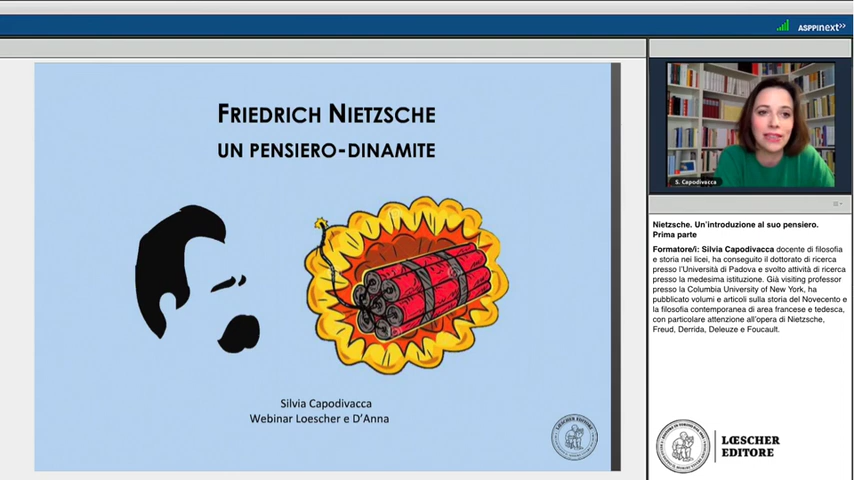 ASPPInext
FRIEDRICH NIETZSCHE
UN PENSIERO-DINAMITE
Silvia Capodivacca
Webinar Loescher e D'Anna
S. Capodivacca
Nietzsche. Un'introduzione al suo pensiero.
Prima parte
Formatore/i: Silvia Capodivacca docente di filosofia
e storia nei licei, ha conseguito il dottorato di ricerca
presso l'Università di Padova e svolto attività di ricerca
presso la medesima istituzione. Già visiting professor
presso la Columbia University of New York, ha
pubblicato volumi e articoli sulla storia del Novecento e
la filosofia contemporanea di area francese e tedesca,
con particolare attenzione all'opera di Nietzsche,
Freud, Derrida, Deleuze e Foucault.
LŒSCHER
EDITORE